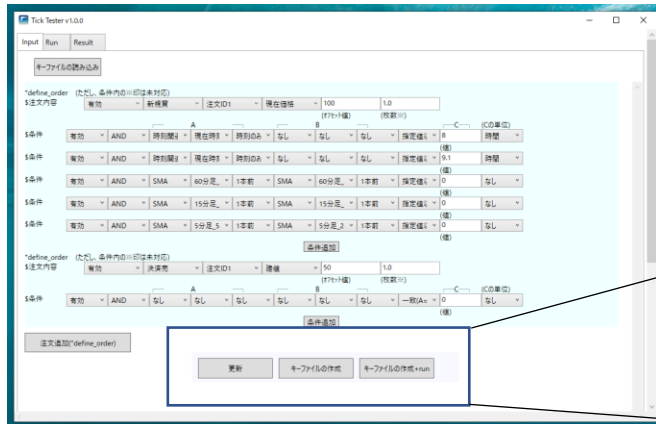 Tick Tester v1.0.0
Input Run Result
キーファイルの読み込み
*define_order (ただし、条件内の※印は未対応)
$注文内容 有効 新規買 注文ID1 現在価格 100 1.0
(オフセット値) (枚数※)
A B C (Cの単位)
$条件 有効 AND 時刻関連 現在時刻 時刻のみ なし なし なし 指定値 8 時間
(値)
$条件 有効 AND 時刻関連 現在時刻 時刻のみ なし なし なし 指定値 9.1 時間
(値)
$条件 有効 AND SMA 60分足_ 1本前 SMA 60分足_ 1本前 指定値 0 なし
(値)
$条件 有効 AND SMA 15分足_ 1本前 SMA 15分足_ 1本前 指定値 0 なし
(値)
$条件 有効 AND SMA 5分足_5 1本前 SMA 5分足_2 1本前 指定値 0 なし
(値)
条件追加
*define_order (ただし、条件内の※印は未対応)
$注文内容 有効 決済売 注文ID1 建値 50 1.0
(オフセット値) (枚数※)
A B C (Cの単位)
$条件 有効 AND なし なし なし なし なし なし 一致(A= 0 なし
(値)
条件追加
注文追加(*define_order)
更新 キーファイルの作成 キーファイルの作成+run